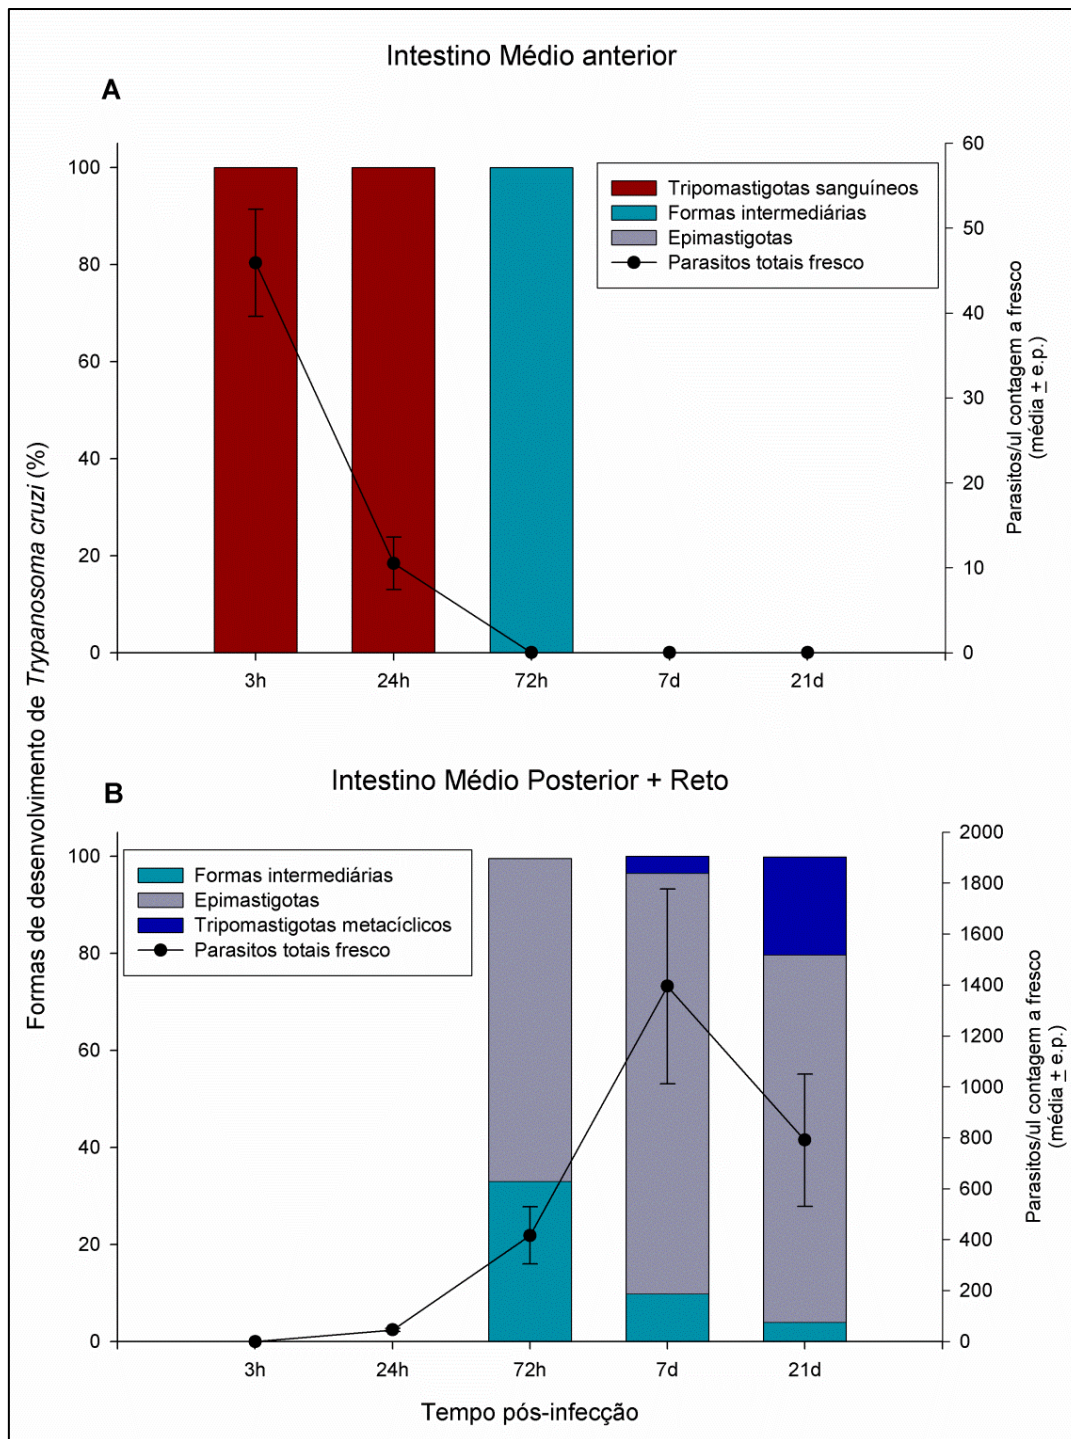 Intestino Médio anterior
A
100
80
60
40
20
0
60
50
40
30
20
10
0
Tripomastigotas sanguíneos
Formas intermediárias
Epimastigotas
Parasitos totais fresco
Parasitos/ul contagem a fresco
(média ± e.p.)
3h 24h 72h 7d 21d
Formas de desenvolvimento de Trypanosoma cruzi (%)
Intestino Médio Posterior + Reto
B
100
80
60
40
20
0
Formas intermediárias
Epimastigotas
Tripomastigotas metacíclicos
Parasitos totais fresco
2000
1800
1600
1400
1200
1000
800
600
400
200
0
Parasitos/ul contagem a fresco
(média ± e.p.)
3h 24h 72h 7d 21d
Tempo pós-infecção